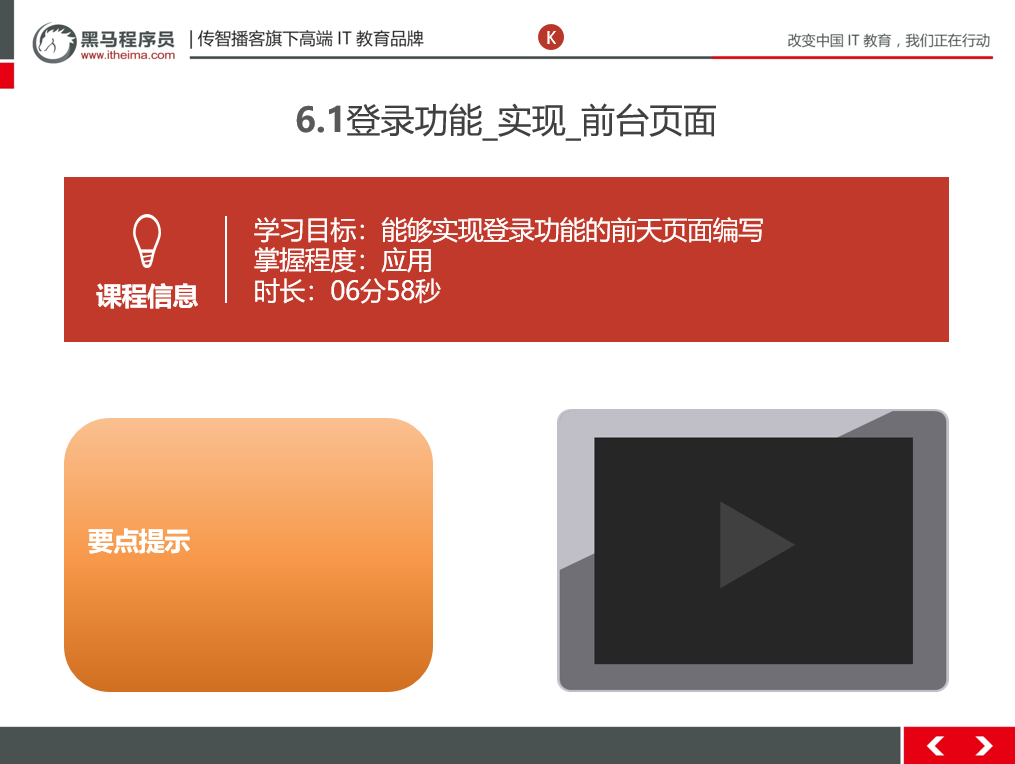 黑马程序员
www.itheima.com
| 传智播客旗下高端 IT 教育品牌
K
改变中国 IT 教育，我们正在行动
6.1登录功能_实现_前台页面
课程信息
学习目标：能够实现登录功能的前天页面编写
掌握程度：应用
时长：06分58秒
要点提示